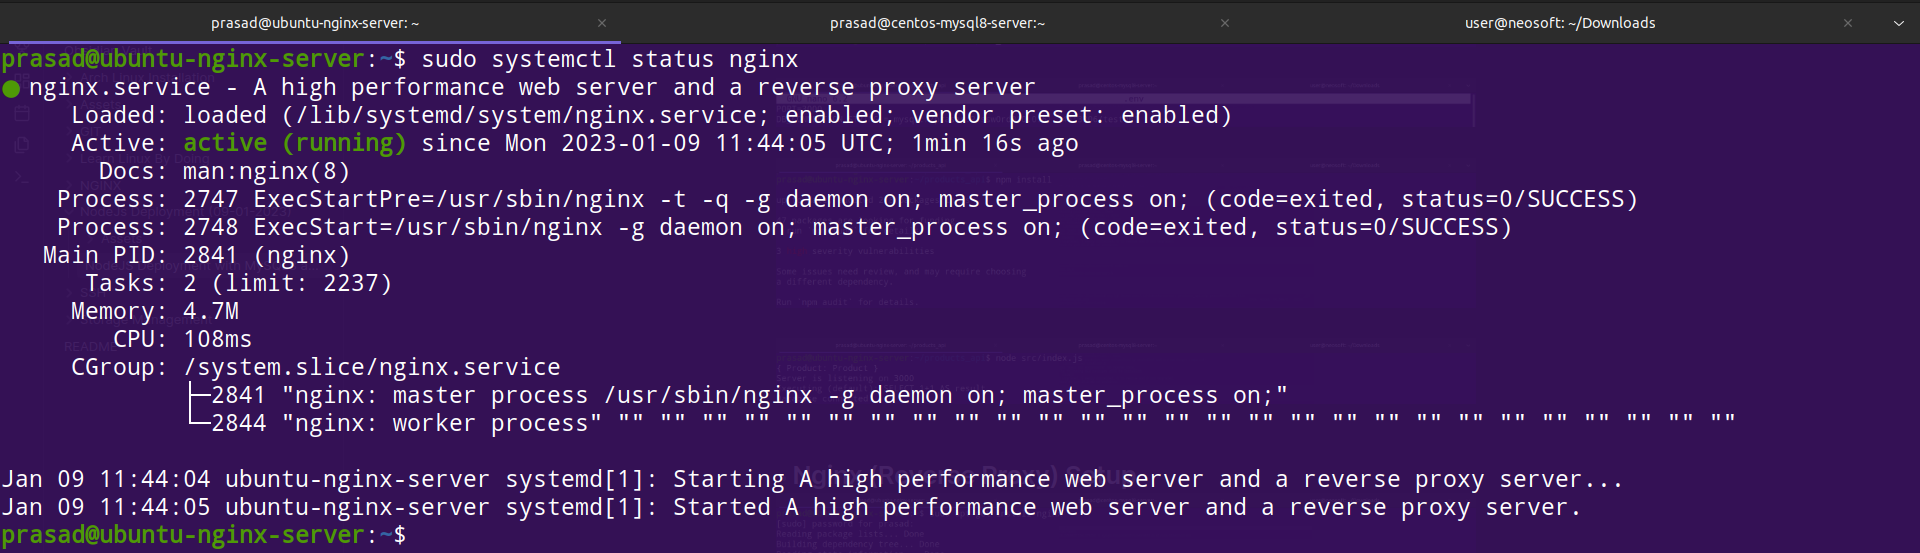 prasad@ubuntu-nginx-server: ~ × prasad@centos-mysql8-server:~ × user@neosoft: ~/Downloads ×
prasad@ubuntu-nginx-server:~$ sudo systemctl status nginx
● nginx.service - A high performance web server and a reverse proxy server
Loaded: loaded (/lib/systemd/system/nginx.service; enabled; vendor preset: enabled)
Active: active (running) since Mon 2023-01-09 11:44:05 UTC; 1min 16s ago
Docs: man:nginx(8)
Process: 2747 ExecStartPre=/usr/sbin/nginx -t -q -g daemon on; master_process on; (code=exited, status=0/SUCCESS)
Process: 2748 ExecStart=/usr/sbin/nginx -g daemon on; master_process on; (code=exited, status=0/SUCCESS)
Main PID: 2841 (nginx)
Tasks: 2 (limit: 2237)
Memory: 4.7M
CPU: 108ms
CGroup: /system.slice/nginx.service
├─2841 "nginx: master process /usr/sbin/nginx -g daemon on; master_process on;"
└─2844 "nginx: worker process" "" "" "" "" "" "" "" "" "" "" "" "" "" "" "" "" "" "" "" "" "" "" "" "" "" "" ""
Jan 09 11:44:04 ubuntu-nginx-server systemd[1]: Starting A high performance web server and a reverse proxy server...
Jan 09 11:44:05 ubuntu-nginx-server systemd[1]: Started A high performance web server and a reverse proxy server.
prasad@ubuntu-nginx-server:~$